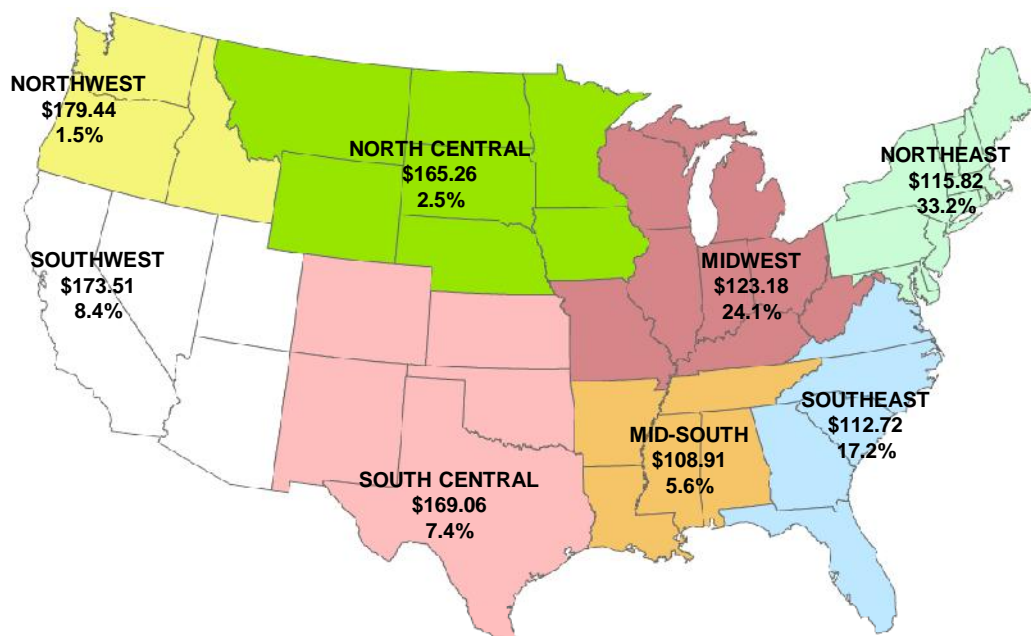 NORTHWEST
$179.44
1.5%
NORTH CENTRAL
$165.26
2.5%
NORTHEAST
$115.82
33.2%
SOUTHWEST
$173.51
8.4%
MIDWEST
$123.18
24.1%
SOUTHEAST
$112.72
17.2%
MID-SOUTH
$108.91
5.6%
SOUTH CENTRAL
$169.06
7.4%